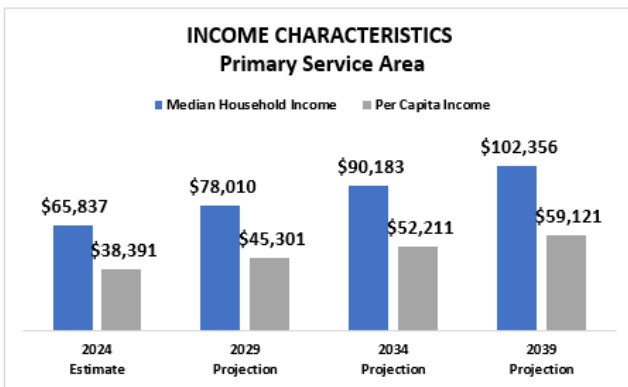 INCOME CHARACTERISTICS
Primary Service Area
Median Household Income Per Capita Income
$65,837
$38,391
$78,010
$45,301
$90,183
$52,211
$102,356
$59,121
2024 2029 2034 2039
Estimate Projection Projection Projection